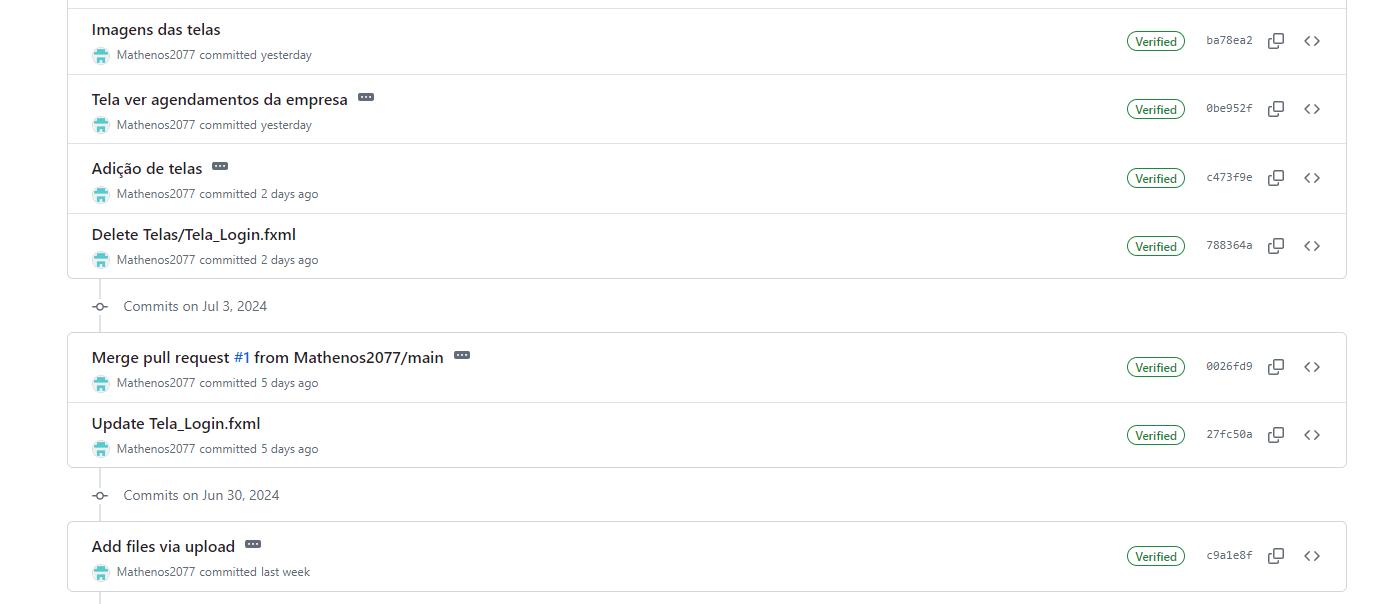 Imagens das telas
Mathenos2077 committed yesterday
Verified
ba78ea2
Tela ver agendamentos da empresa
Mathenos2077 committed yesterday
Verified
0be952f
Adição de telas
Mathenos2077 committed 2 days ago
Verified
c473f9e
Delete Telas/Tela_Login.fxml
Mathenos2077 committed 2 days ago
Verified
788364a
Commits on Jul 3, 2024
Merge pull request #1 from Mathenos2077/main
Mathenos2077 committed 5 days ago
Verified
0026fd9
Update Tela_Login.fxml
Mathenos2077 committed 5 days ago
Verified
27fc50a
Commits on Jun 30, 2024
Add files via upload
Mathenos2077 committed last week
Verified
c9a1e8f